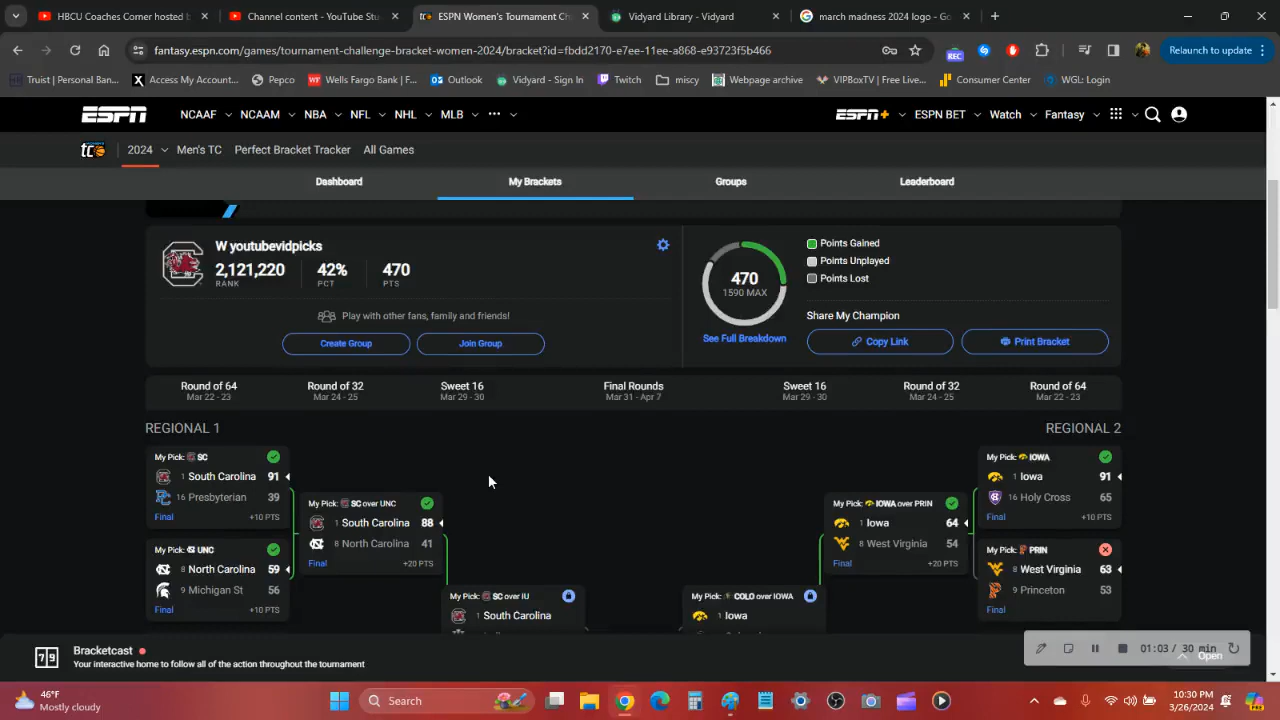 HBCU Coaches Corner hosted b
Channel content - YouTube Stu
ESPN Women's Tournament Ch
Vidyard Library - Vidyard
march madness 2024 logo - Go
fantasy.espn.com/games/tournament-challenge-bracket-women-2024/bracket?id=fbdd2170-e7ee-11ee-a868-e93723f5b466
REC
Relaunch to update
Truist | Personal Ban...
Access My Account...
Pepco
Wells Fargo Bank | F...
Outlook
Vidyard - Sign In
Twitch
miscy
Webpage archive
VIPBoxTV | Free Live...
Consumer Center
WGL: Login
ESPN NCAAF NCAAM NBA NFL NHL MLB ESPN+ ESPN BET Watch Fantasy
tc 2024 Men's TC Perfect Bracket Tracker All Games
Dashboard My Brackets Groups Leaderboard
W youtubevidpicks
2,121,220 42% 470
RANK PCT PTS
Play with other fans, family and friends!
Create Group Join Group
470
1590 MAX
See Full Breakdown
Points Gained
Points Unplayed
Points Lost
Share My Champion
Copy Link Print Bracket
Round of 64 Round of 32 Sweet 16 Final Rounds Sweet 16 Round of 32 Round of 64
Mar 22 - 23 Mar 24 - 25 Mar 29 - 30 Mar 31 - Apr 7 Mar 29 - 30 Mar 24 - 25 Mar 22 - 23
REGIONAL 1 REGIONAL 2
My Pick: SC
1 South Carolina 91
16 Presbyterian 39
Final +10 PTS
My Pick: UNC
8 North Carolina 59
9 Michigan St 56
Final +10 PTS
My Pick: SC over UNC
1 South Carolina 88
8 North Carolina 41
Final +20 PTS
My Pick: SC over IU
1 South Carolina
My Pick: COLO over IOWA
1 Iowa
My Pick: IOWA over PRIN
1 Iowa 64
8 West Virginia 54
Final +20 PTS
My Pick: IOWA
1 Iowa 91
16 Holy Cross 65
Final +10 PTS
My Pick: PRIN
8 West Virginia 63
9 Princeton 53
Final
Bracketcast
Your interactive home to follow all of the action throughout the tournament
01:03 / 30 min
Open
46°F
Mostly cloudy
Search
10:30 PM
3/26/2024